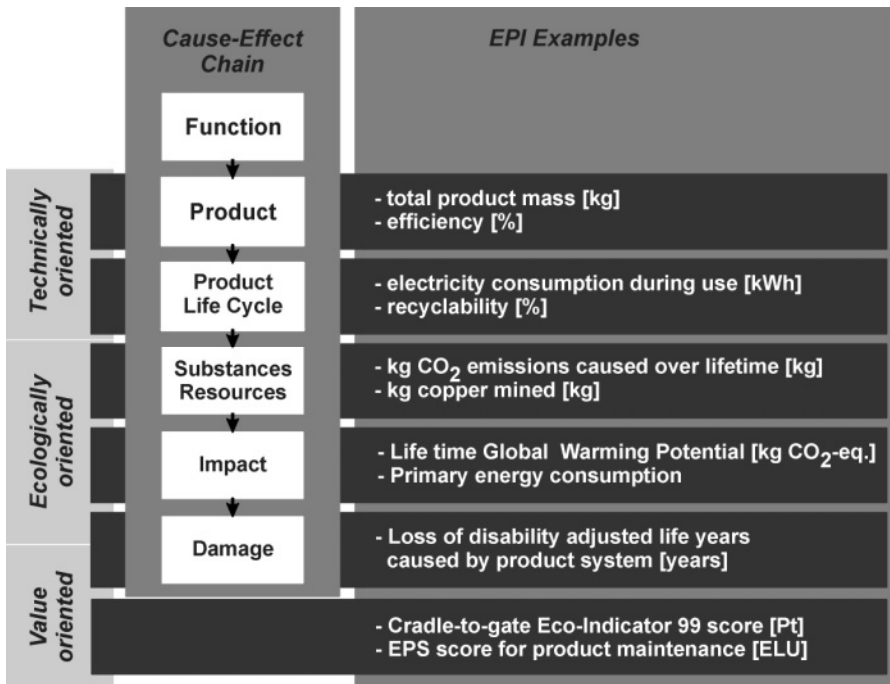 Cause-Effect
Chain
EPI Examples
Function
Technically
oriented
Product
- total product mass [kg]
- efficiency [%]
Product
Life Cycle
- electricity consumption during use [kWh]
- recyclability [%]
Ecologically
oriented
Substances
Resources
- kg CO2 emissions caused over lifetime [kg]
- kg copper mined [kg]
Impact
- Life time Global Warming Potential [kg CO2-eq.]
- Primary energy consumption
Damage
- Loss of disability adjusted life years
caused by product system [years]
Value
oriented
- Cradle-to-gate Eco-Indicator 99 score [Pt]
- EPS score for product maintenance [ELU]